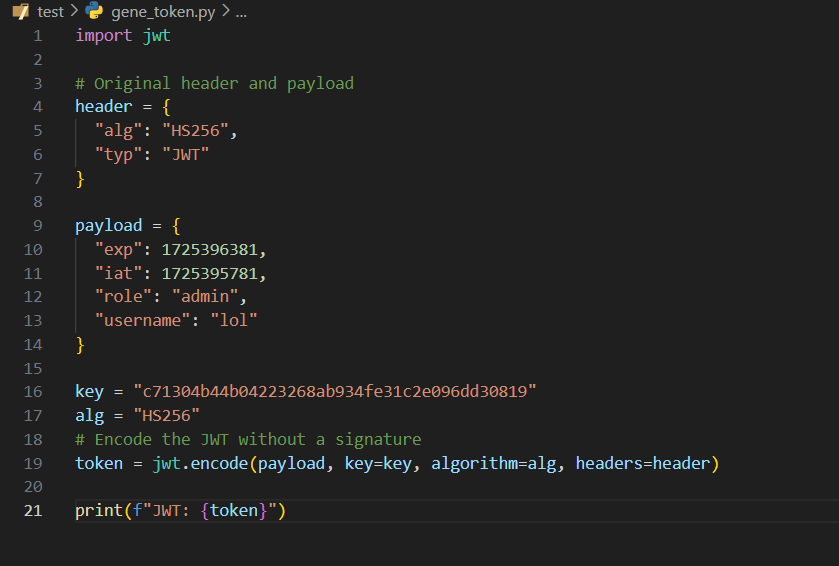 test > gene_token.py > ...
1 import jwt
2
3 # Original header and payload
4 header = {
5   "alg": "HS256",
6   "typ": "JWT"
7 }
8
9 payload = {
10   "exp": 1725396381,
11   "iat": 1725395781,
12   "role": "admin",
13   "username": "lol"
14 }
15
16 key = "c71304b44b04223268ab934fe31c2e096dd30819"
17 alg = "HS256"
18 # Encode the JWT without a signature
19 token = jwt.encode(payload, key=key, algorithm=alg, headers=header)
20
21 print(f"JWT: {token}")